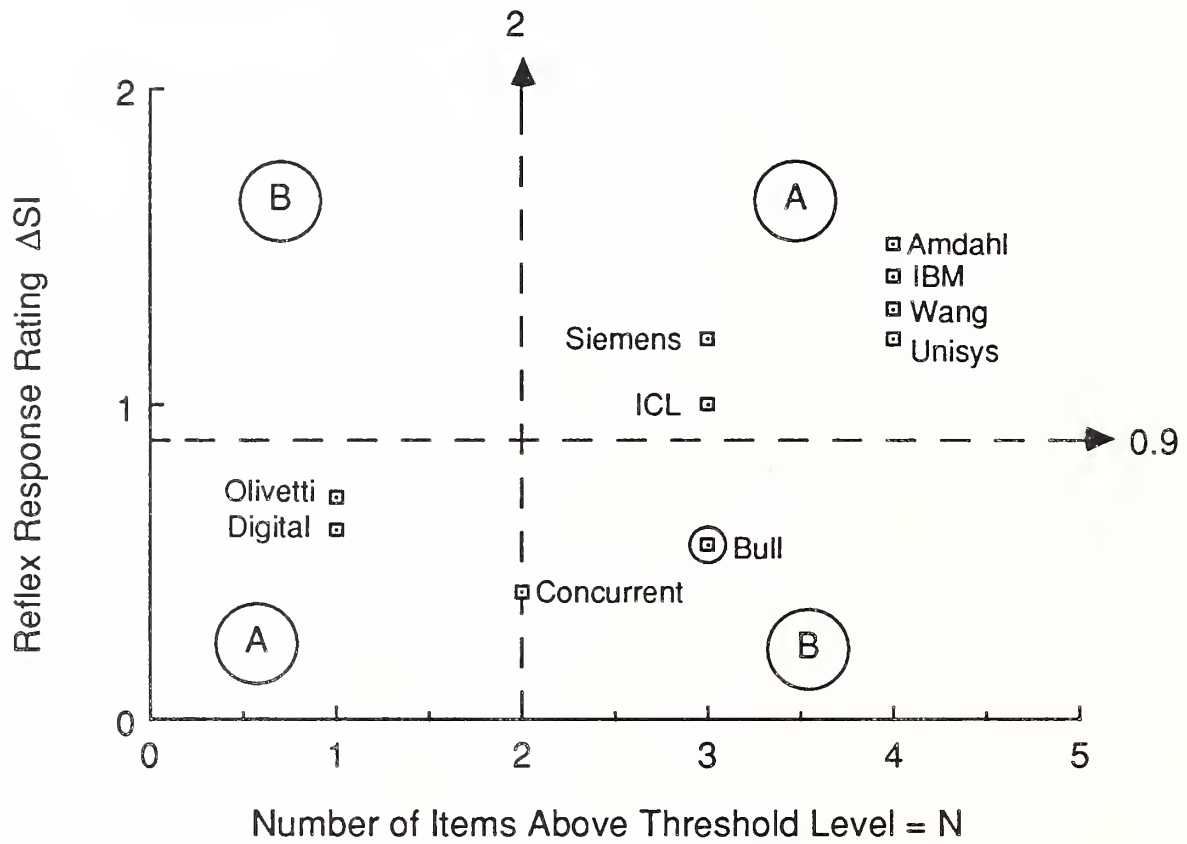 2
2
B
A
Amdahl
IBM
Wang
Siemens
Unisys
ICL
1
0.9
Olivetti
Digital
Bull
Concurrent
A
B
0
0
1
2
3
4
5
Reflex Response Rating ΔSI
Number of Items Above Threshold Level = N